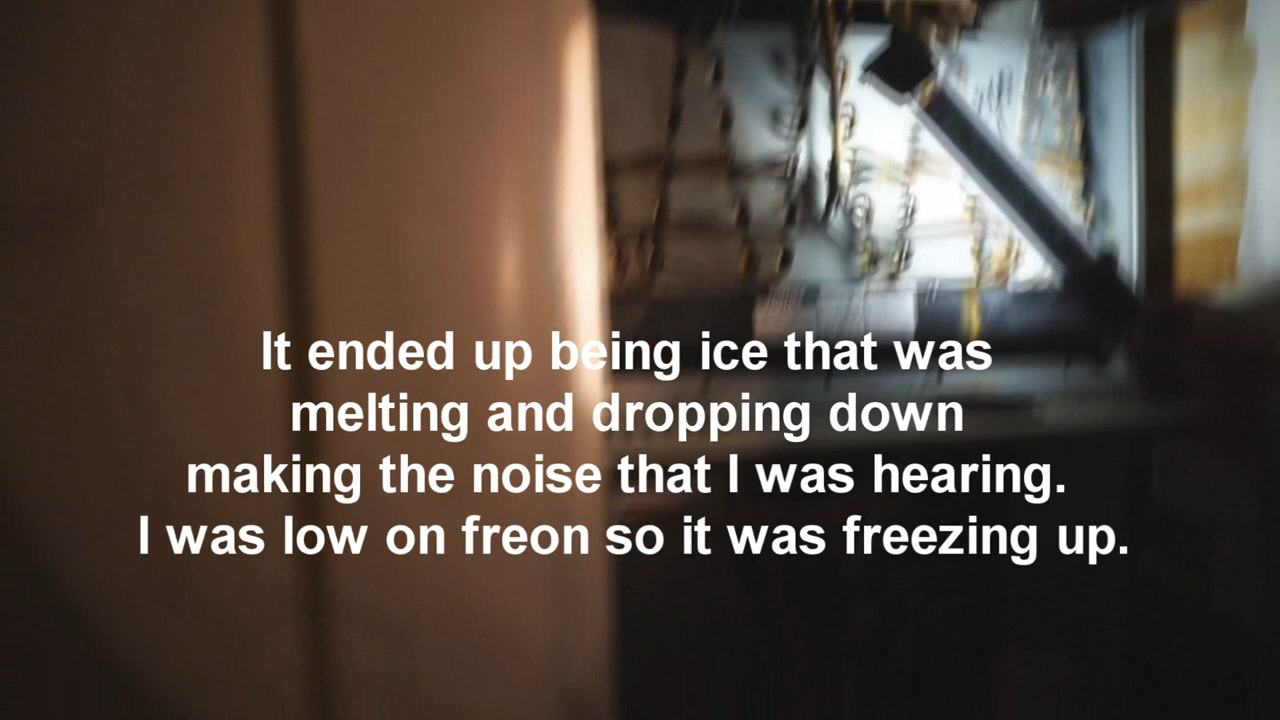 It ended up being ice that was
melting and dropping down
making the noise that I was hearing.
I was low on freon so it was freezing up.